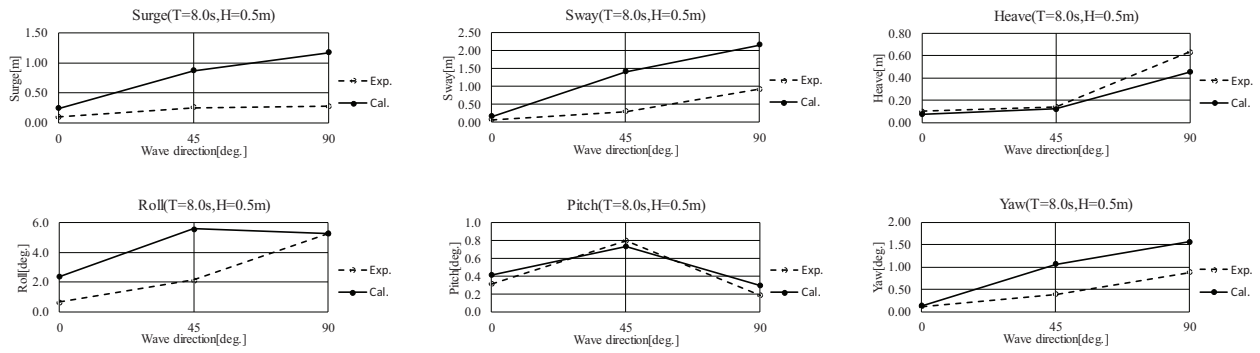 Surge(T=8.0s,H=0.5m)
1.50
1.00
0.50
0.00
Surge[m]
0
45
90
Wave direction[deg.]
Exp.
Cal.
Sway(T=8.0s,H=0.5m)
2.50
2.00
1.50
1.00
0.50
0.00
Sway[m]
0
45
90
Wave direction[deg.]
Exp.
Cal.
Heave(T=8.0s,H=0.5m)
0.80
0.60
0.40
0.20
0.00
Heave[m]
0
45
90
Wave direction[deg.]
Exp.
Cal.
Roll(T=8.0s,H=0.5m)
6.0
4.0
2.0
0.0
Roll[deg.]
0
45
90
Wave direction[deg.]
Exp.
Cal.
Pitch(T=8.0s,H=0.5m)
1.0
0.8
0.6
0.4
0.2
0.0
Pitch[deg.]
0
45
90
Wave direction[deg.]
Exp.
Cal.
Yaw(T=8.0s,H=0.5m)
2.00
1.50
1.00
0.50
0.00
Yaw[deg.]
0
45
90
Wave direction[deg.]
Exp.
Cal.